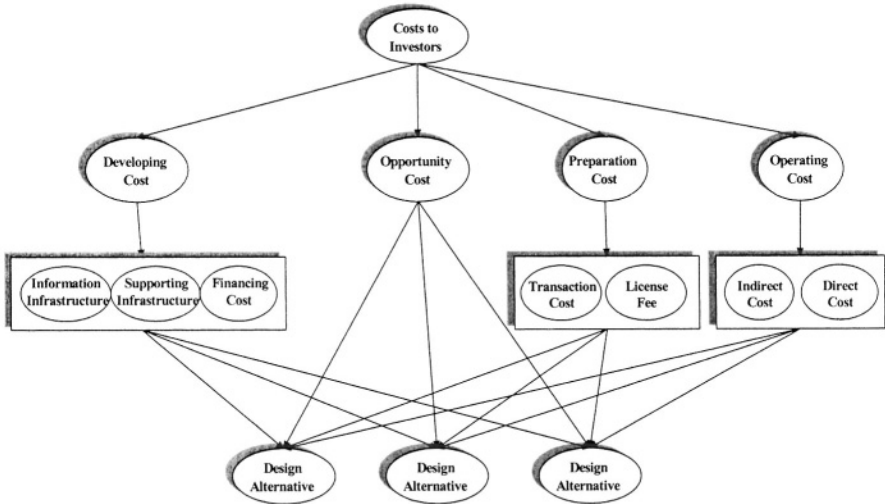 Costs to
Investors
Developing
Cost
Opportunity
Cost
Preparation
Cost
Operating
Cost
Information
Infrastructure
Supporting
Infrastructure
Financing
Cost
Transaction
Cost
License
Fee
Indirect
Cost
Direct
Cost
Design
Alternative
Design
Alternative
Design
Alternative